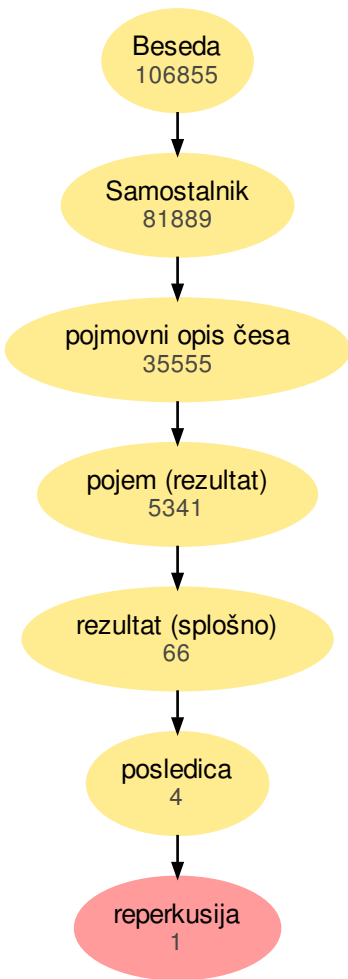 Beseda
106855
Samostalnik
81889
pojmovni opis česa
35555
pojem (rezultat)
5341
rezultat (splošno)
66
posledica
4
reperkusija
1